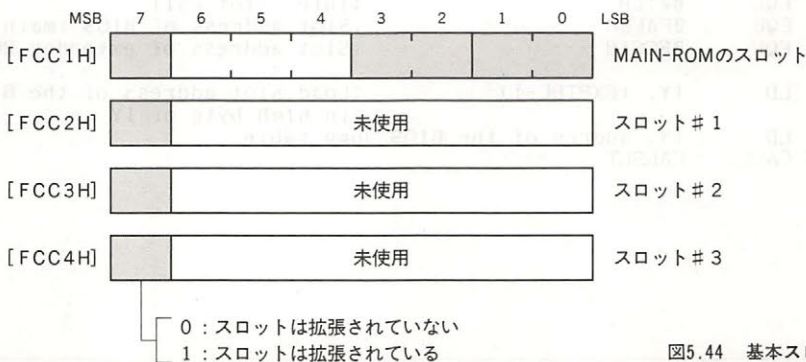 MSB 7 6 5 4 3 2 1 0 LSB
[FCC1H] MAIN-ROMのスロット
[FCC2H] 未使用 スロット#1
[FCC3H] 未使用 スロット#2
[FCC4H] 未使用 スロット#3
0:スロットは拡張されていない
1:スロットは拡張されている
図5.44 基本ス